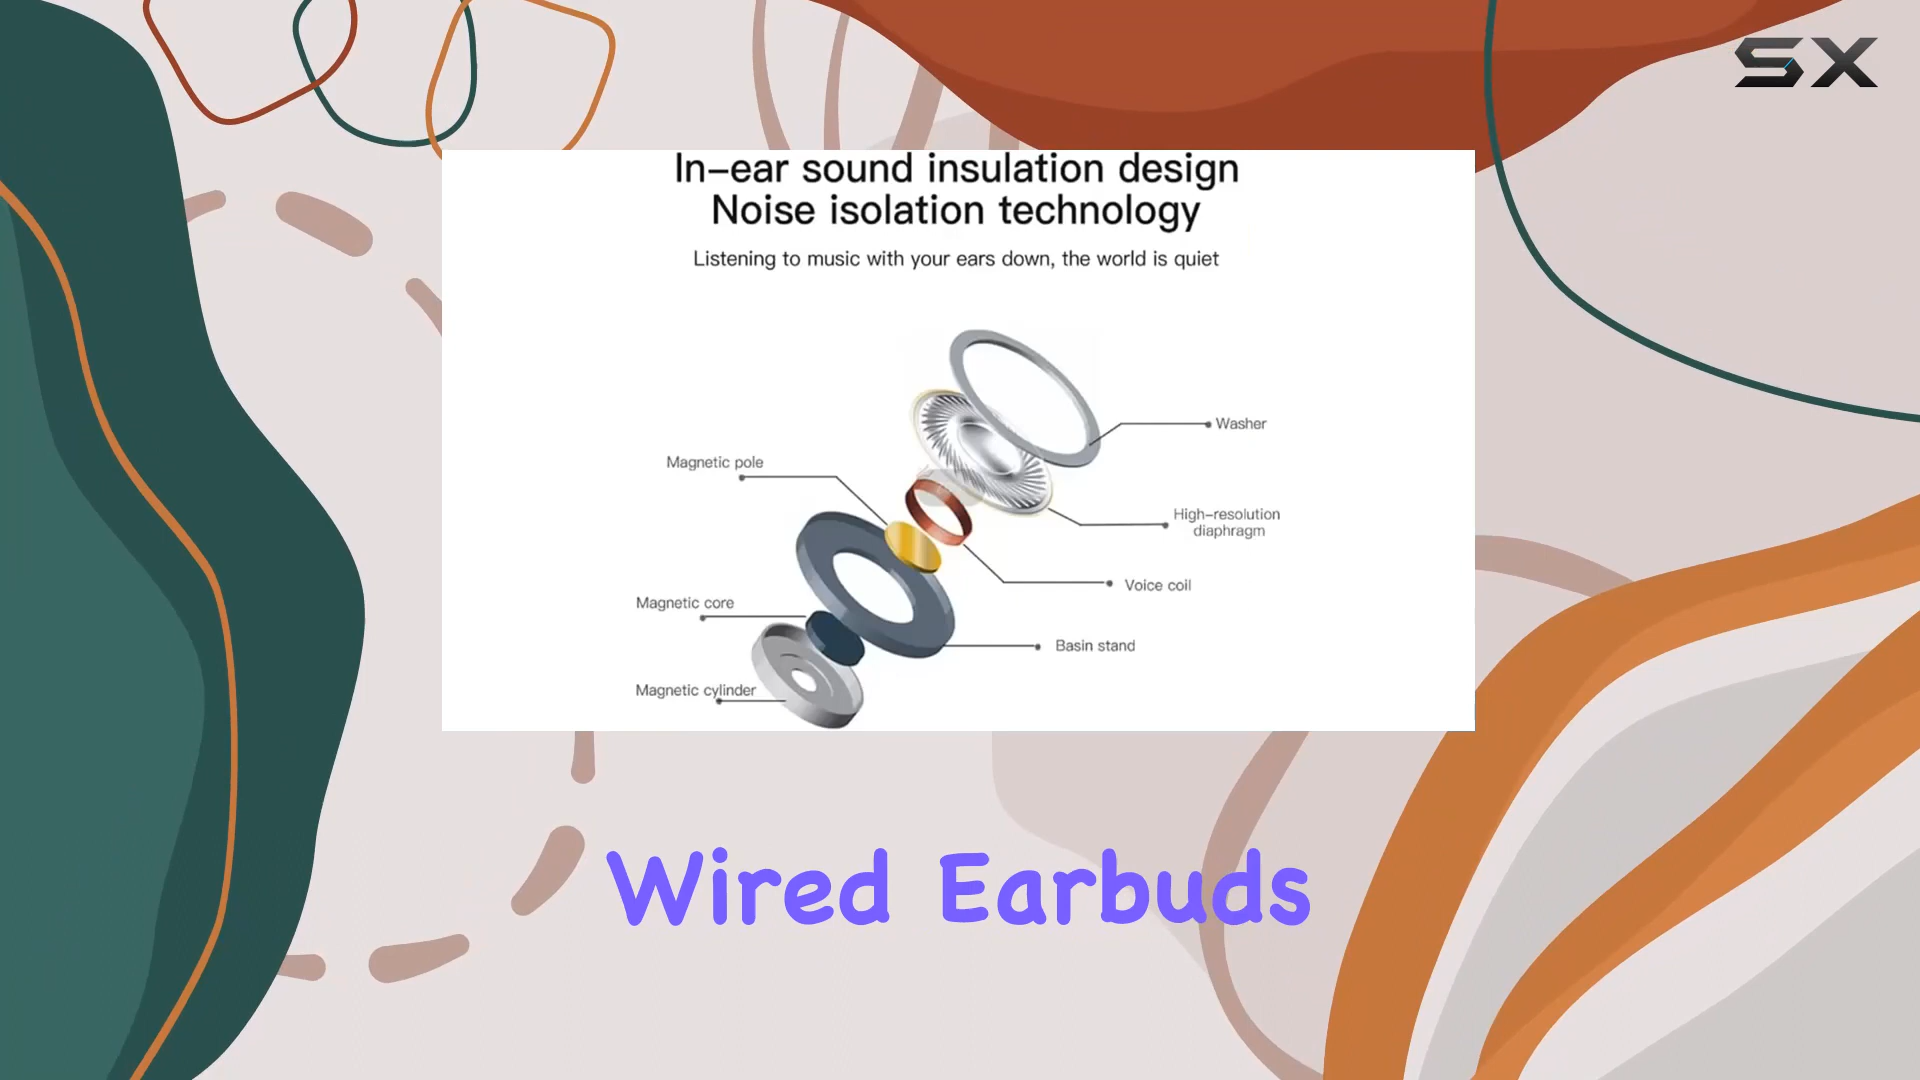 SX
In-ear sound insulation design
Noise isolation technology
Listening to music with your ears down, the world is quiet
Washer
Magnetic pole
High-resolution
diaphragm
Voice coil
Magnetic core
Basin stand
Magnetic cylinder
Wired Earbuds